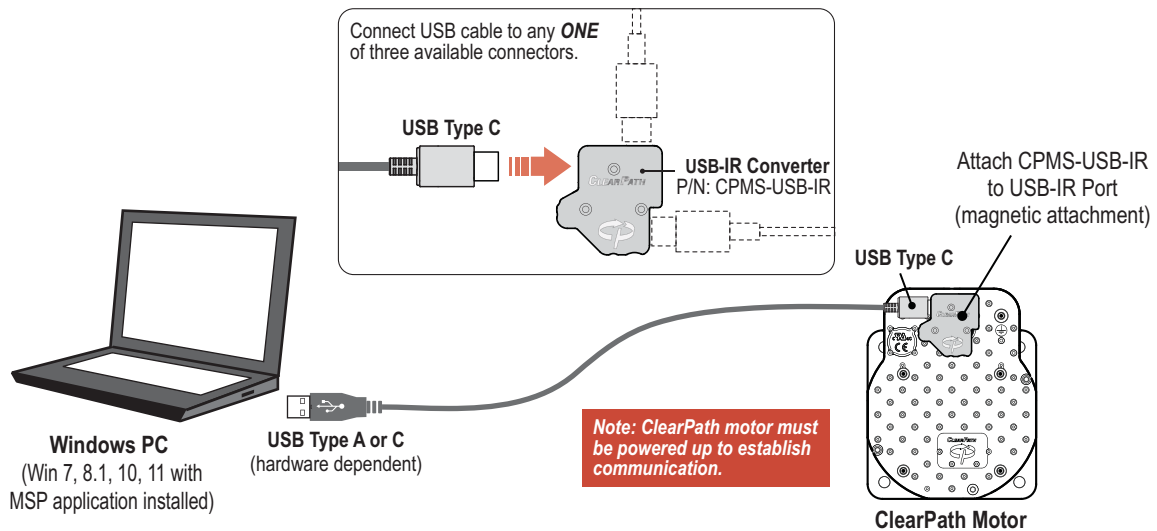 Connect USB cable to any ONE
of three available connectors.
USB Type C
CLEARPATH
USB-IR Converter
P/N: CPMS-USB-IR
Attach CPMS-USB-IR
to USB-IR Port
(magnetic attachment)
USB Type C
CE
CLEARPATH
Windows PC
(Win 7, 8.1, 10, 11 with
MSP application installed)
USB Type A or C
(hardware dependent)
Note: ClearPath motor must
be powered up to establish
communication.
ClearPath Motor